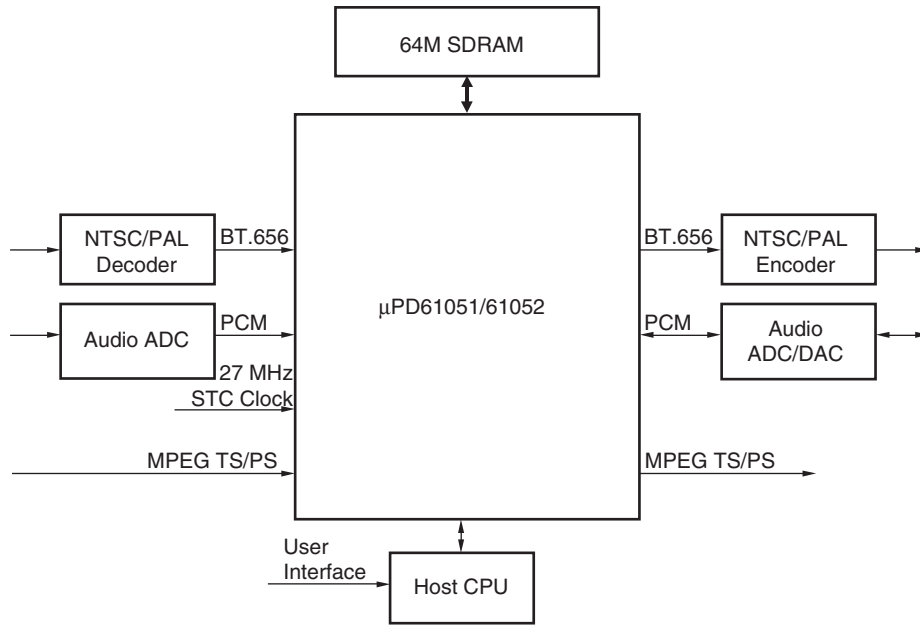 64M SDRAM
NTSC/PAL
Decoder
BT.656
BT.656
NTSC/PAL
Encoder
μPD61051/61052
Audio ADC
PCM
PCM
Audio
ADC/DAC
27 MHz
STC Clock
MPEG TS/PS
MPEG TS/PS
User
Interface
Host CPU